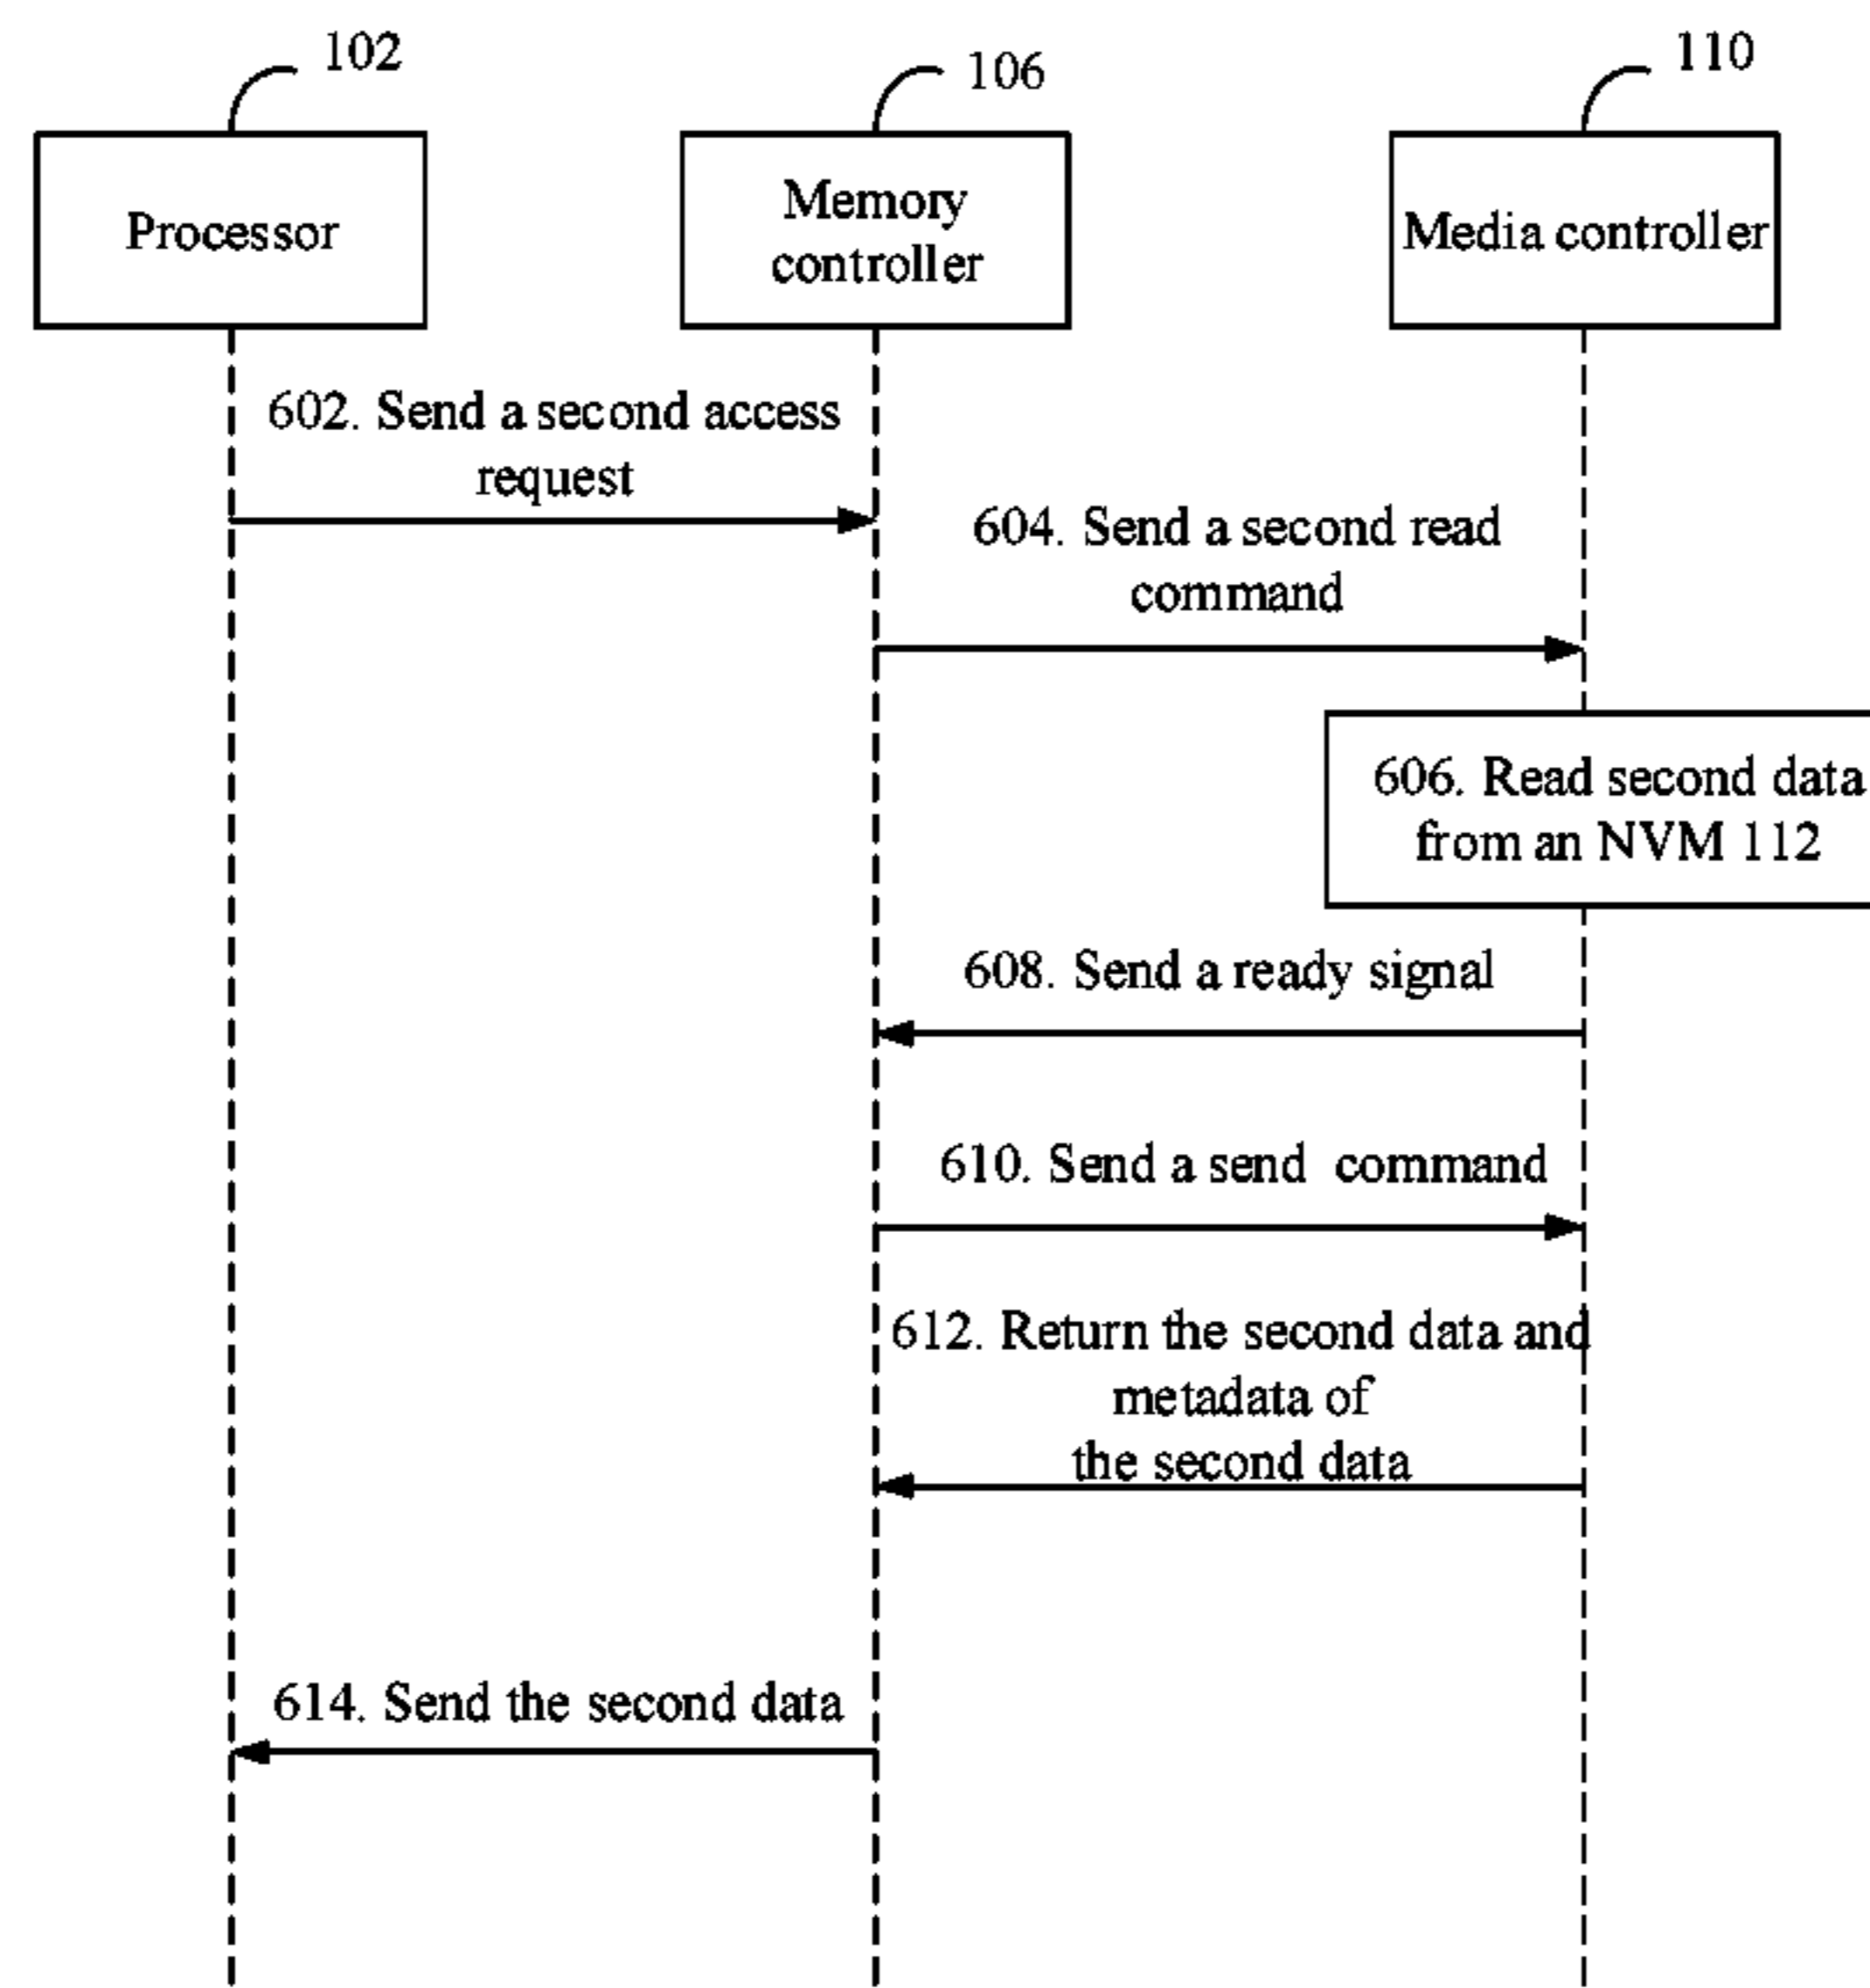 102
106
110
Processor
Memory
controller
Media controller
602. Send a second access
request
604. Send a second read
command
606. Read second data
from an NVM 112
608. Send a ready signal
610. Send a send command
612. Return the second data and
metadata of
the second data
614. Send the second data